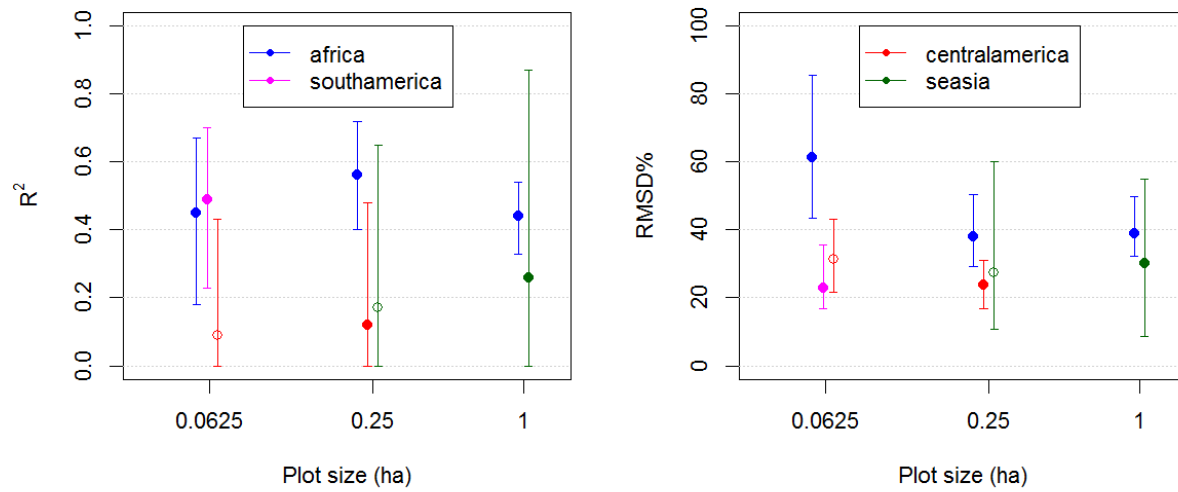 africa
southamerica
R²
1.0
0.8
0.6
0.4
0.2
0.0
0.0625 0.25 1
Plot size (ha)
centralamerica
seasia
RMSD%
100
80
60
40
20
0
0.0625 0.25 1
Plot size (ha)